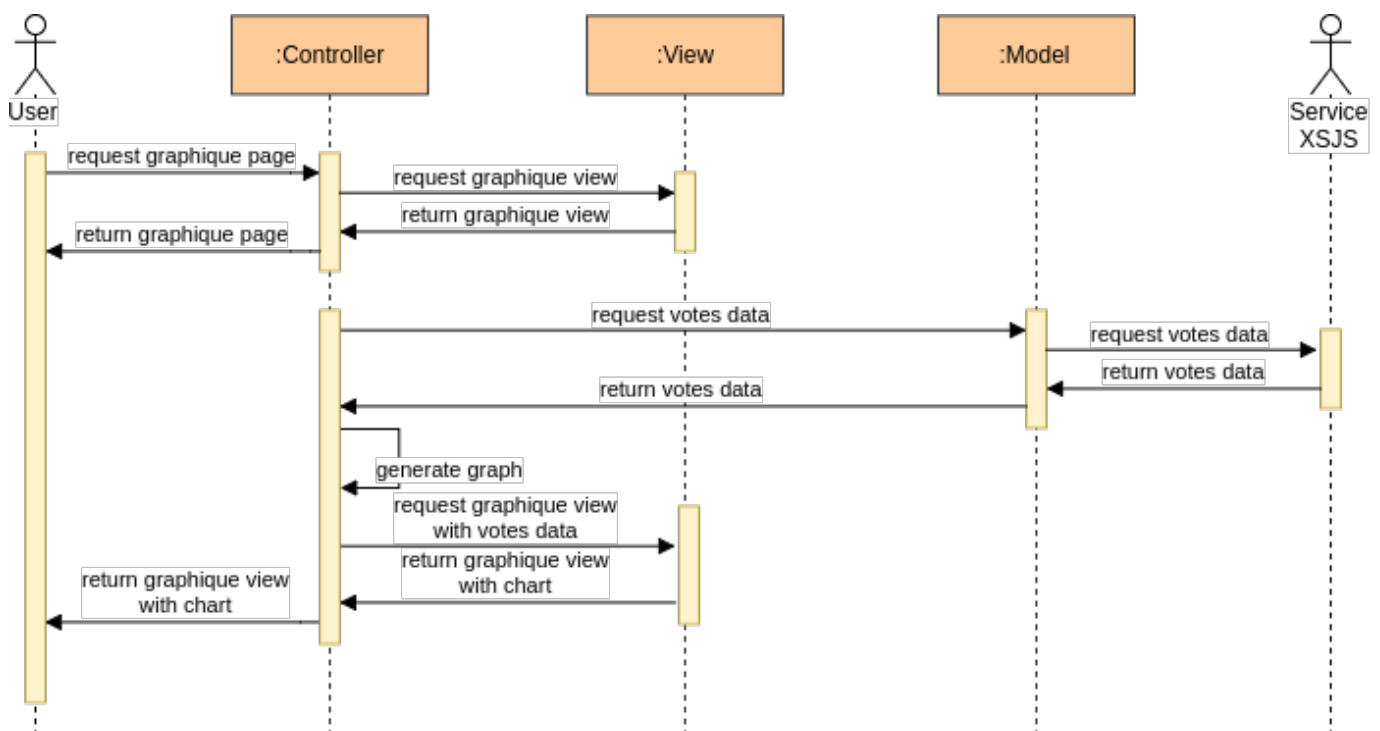 :Controller
:View
:Model
User
Service
XSJS
request graphique page
request graphique view
return graphique view
return graphique page
request votes data
request votes data
return votes data
return votes data
generate graph
request graphique view
with votes data
return graphique view
with chart
return graphique view
with chart